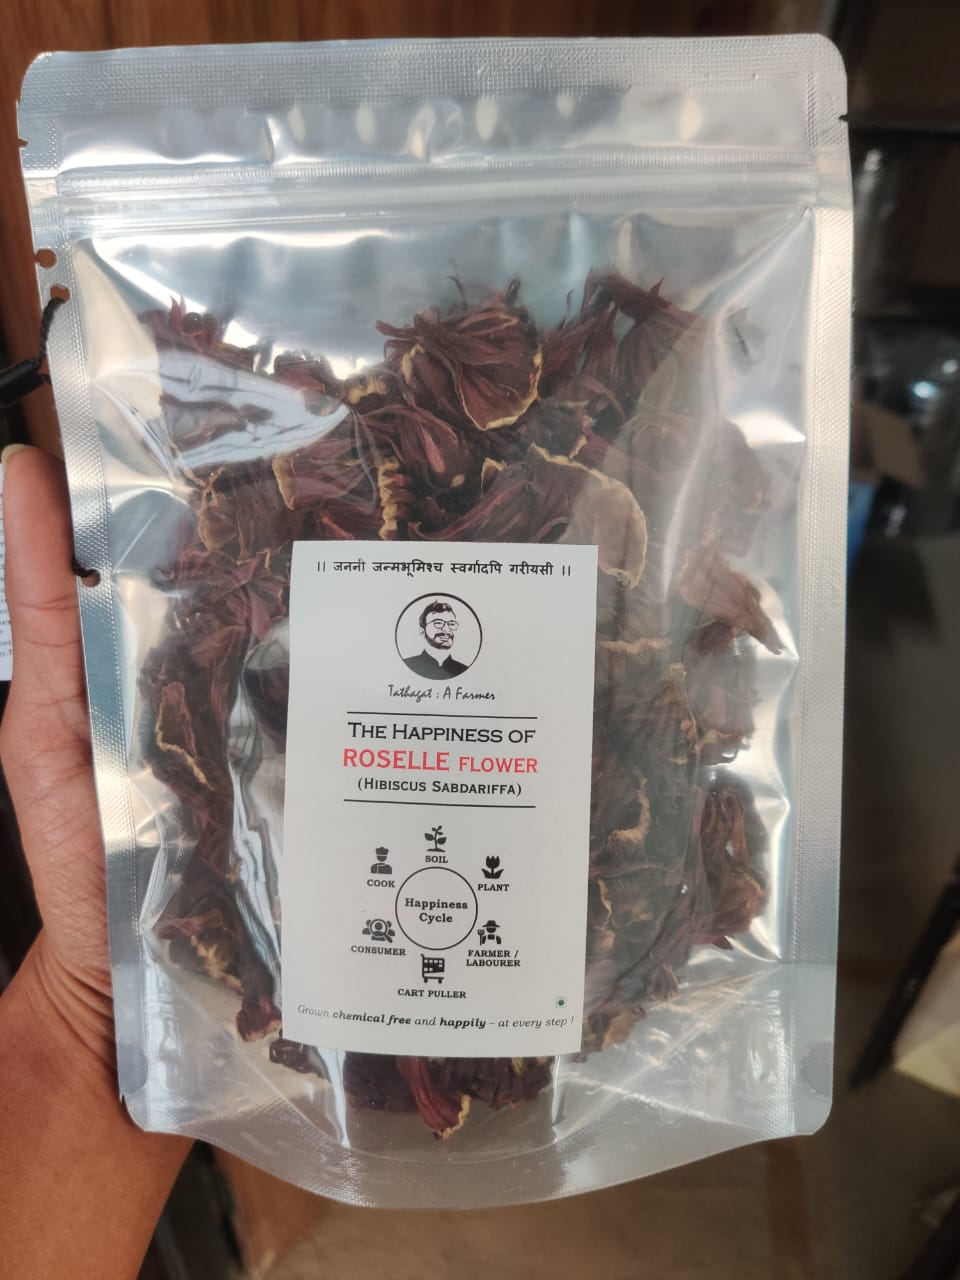 ।। जननी जन्मभूमिश्च स्वर्गादपि गरीयसी ।।
Tathagat : A Farmer
THE HAPPINESS OF
ROSELLE FLOWER
(HIBISCUS SABDARIFFA)
SOIL
COOK
PLANT
Happiness
Cycle
CONSUMER
FARMER /
LABOURER
CART PULLER
Grown chemical free and happily – at every step !